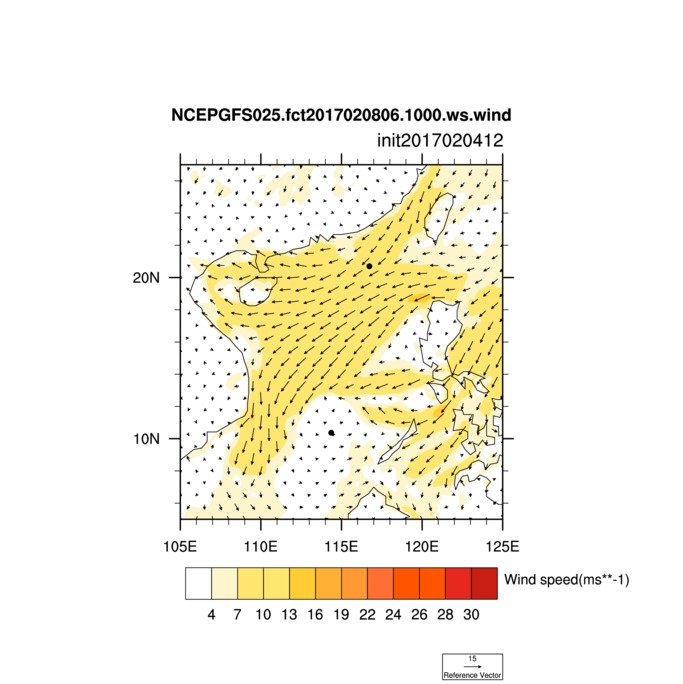 NCEPGFS025.fct2017020806.1000.ws.wind
init2017020412
20N
10N
105E 110E 115E 120E 125E
Wind speed(ms**-1)
4 7 10 13 16 19 22 24 26 28 30
15
Reference Vector